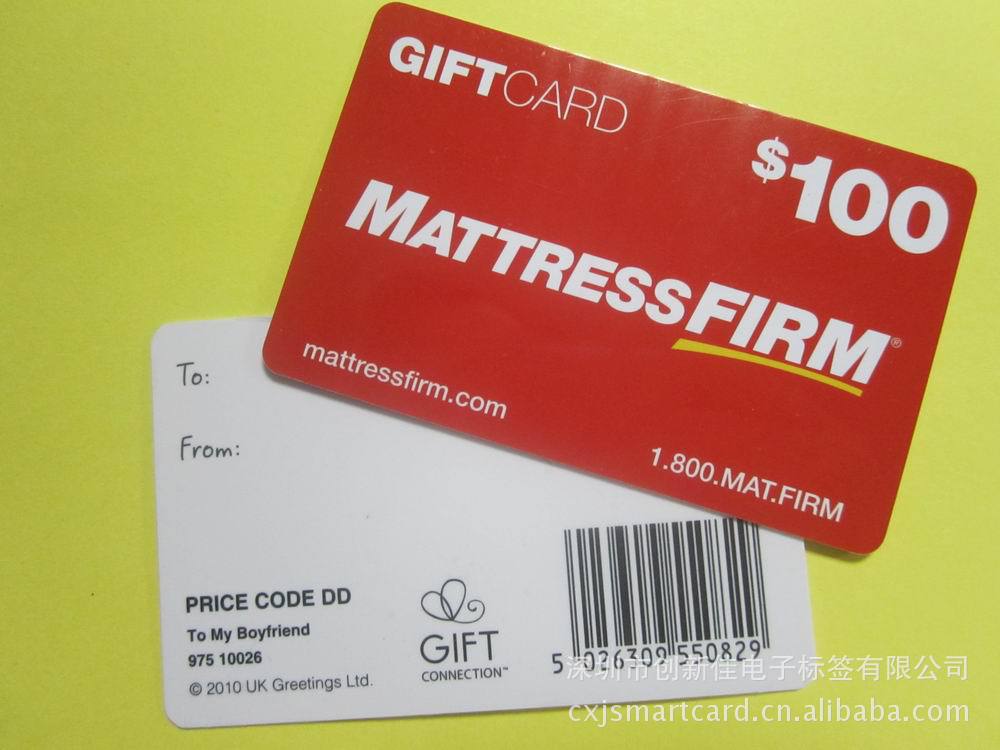 GIFTCARD
$100
MATTRESSFIRM®
mattressfirm.com
1.800.MAT.FIRM
To:
From:
PRICE CODE DD
To My Boyfriend
975 10026
© 2010 UK Greetings Ltd.
GIFT
CONNECTION™
5 026309 550829
深圳市创新佳电子标签有限公司
cxjsmartcard.cn.alibaba.com